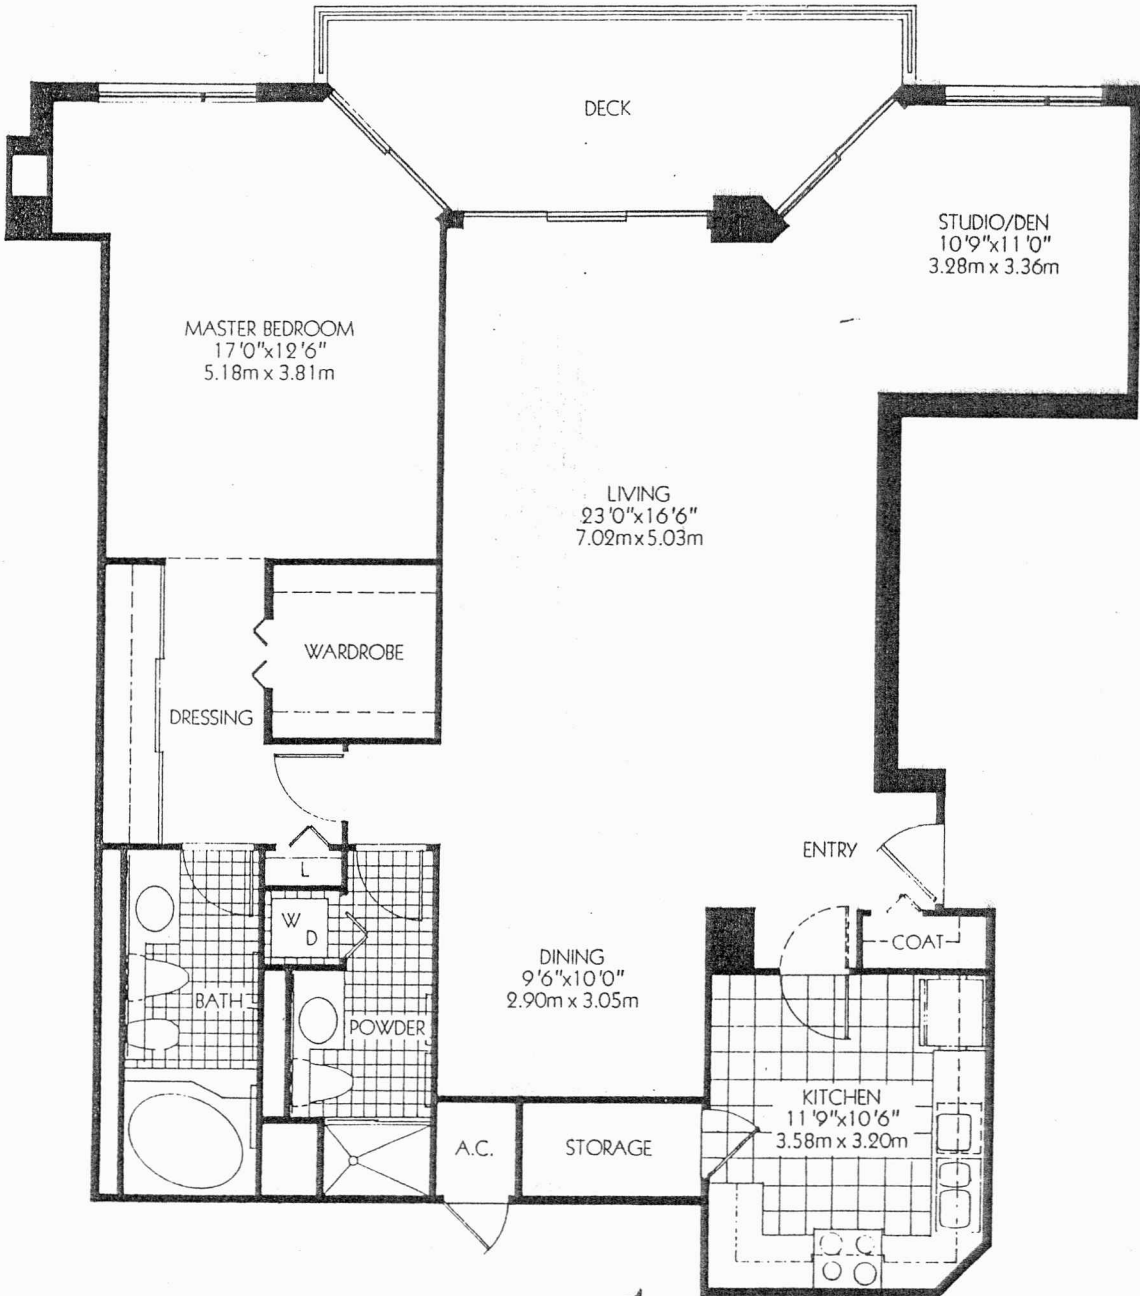 DECK
STUDIO/DEN
10'9"x11'0"
3.28m x 3.36m
MASTER BEDROOM
17'0"x12'6"
5.18m x 3.81m
LIVING
23'0"x16'6"
7.02m x 5.03m
WARDROBE
DRESSING
ENTRY
L
W
D
COAT
DINING
9'6"x10'0"
2.90m x 3.05m
BATH
POWDER
KITCHEN
11'9"x10'6"
3.58m x 3.20m
A.C.
STORAGE